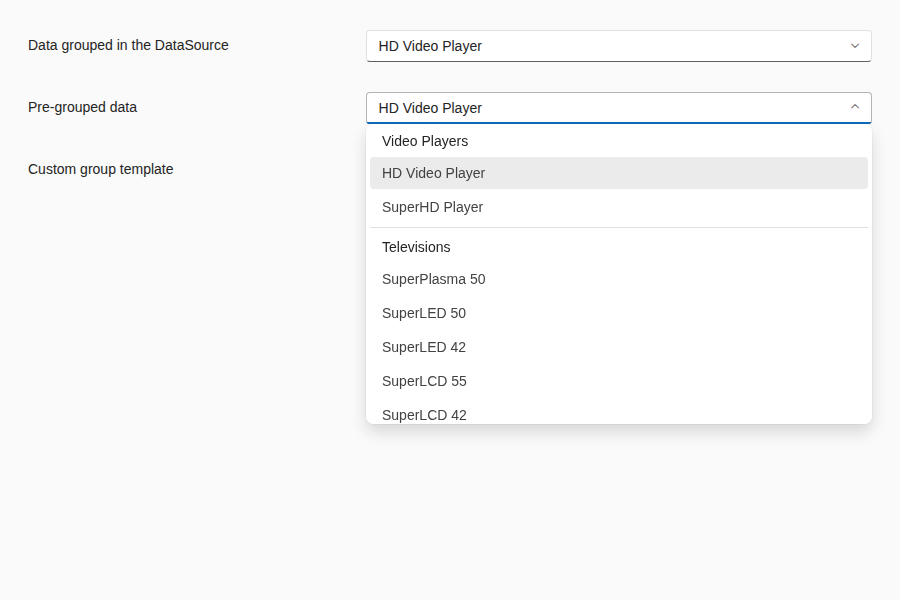 Data grouped in the DataSource
HD Video Player
Pre-grouped data
HD Video Player
Video Players
HD Video Player
SuperHD Player
Televisions
SuperPlasma 50
SuperLED 50
SuperLED 42
SuperLCD 55
SuperLCD 42
Custom group template